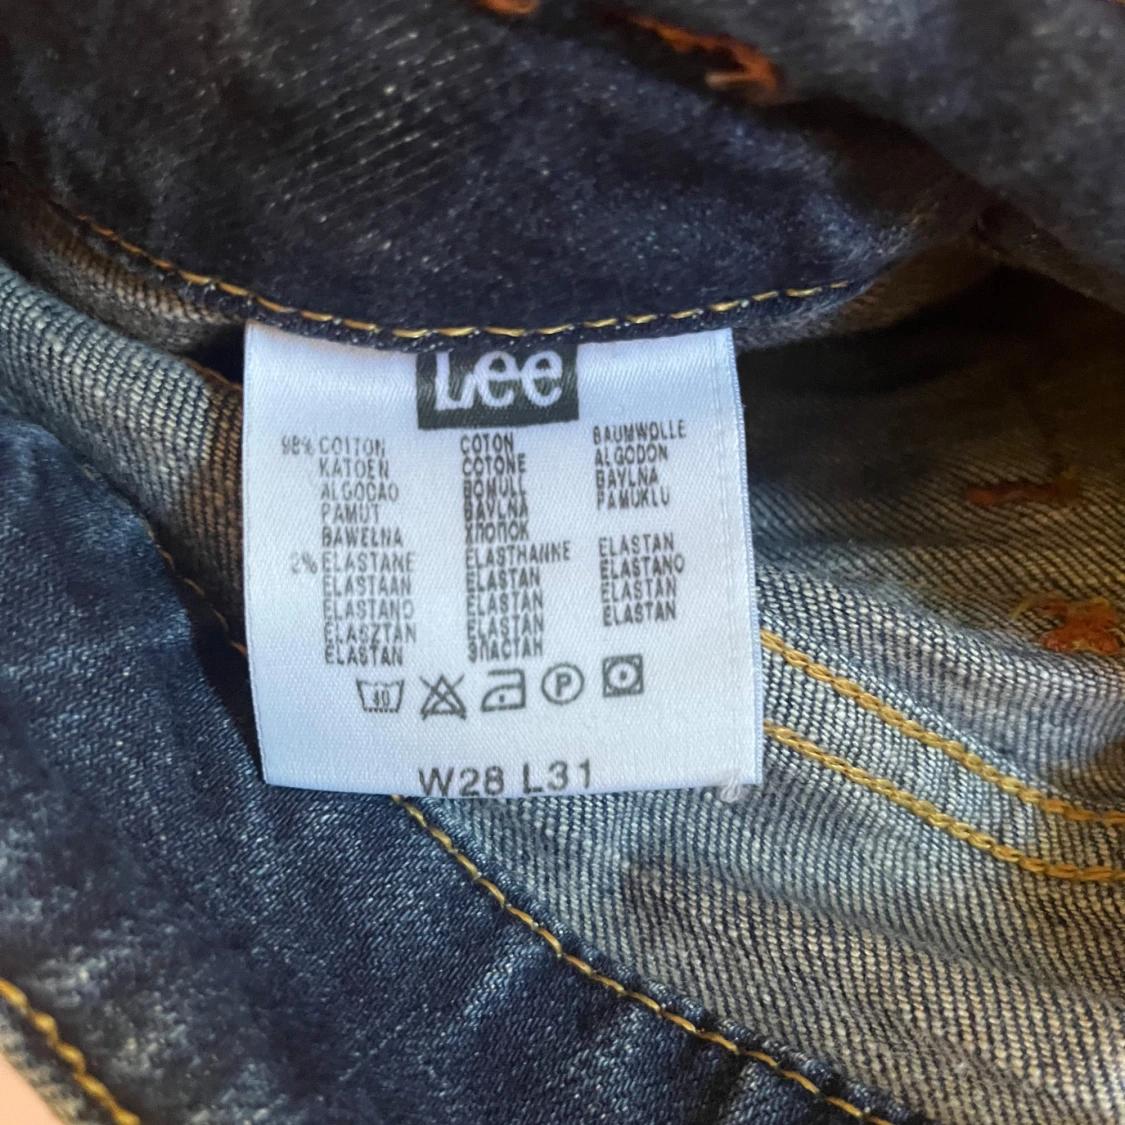 Lee
98% COTTON COTON BAUMWOLLE
KATOEN COTONE ALGODON
ALGODAO BOMULL BAVLNA
PAMUT BAVLNA PAMUKLU
BAWEŁNA ХЛОПОК
2% ELASTANE ELASTHANNE ELASTAN
ELASTAAN ELASTAN ELASTANO
ELASTANO ELASTAN ELASTAN
ELASZTAN ELASTAN ELASTAN
ELASTAN ЭЛАСТАН
40 P
W28 L31